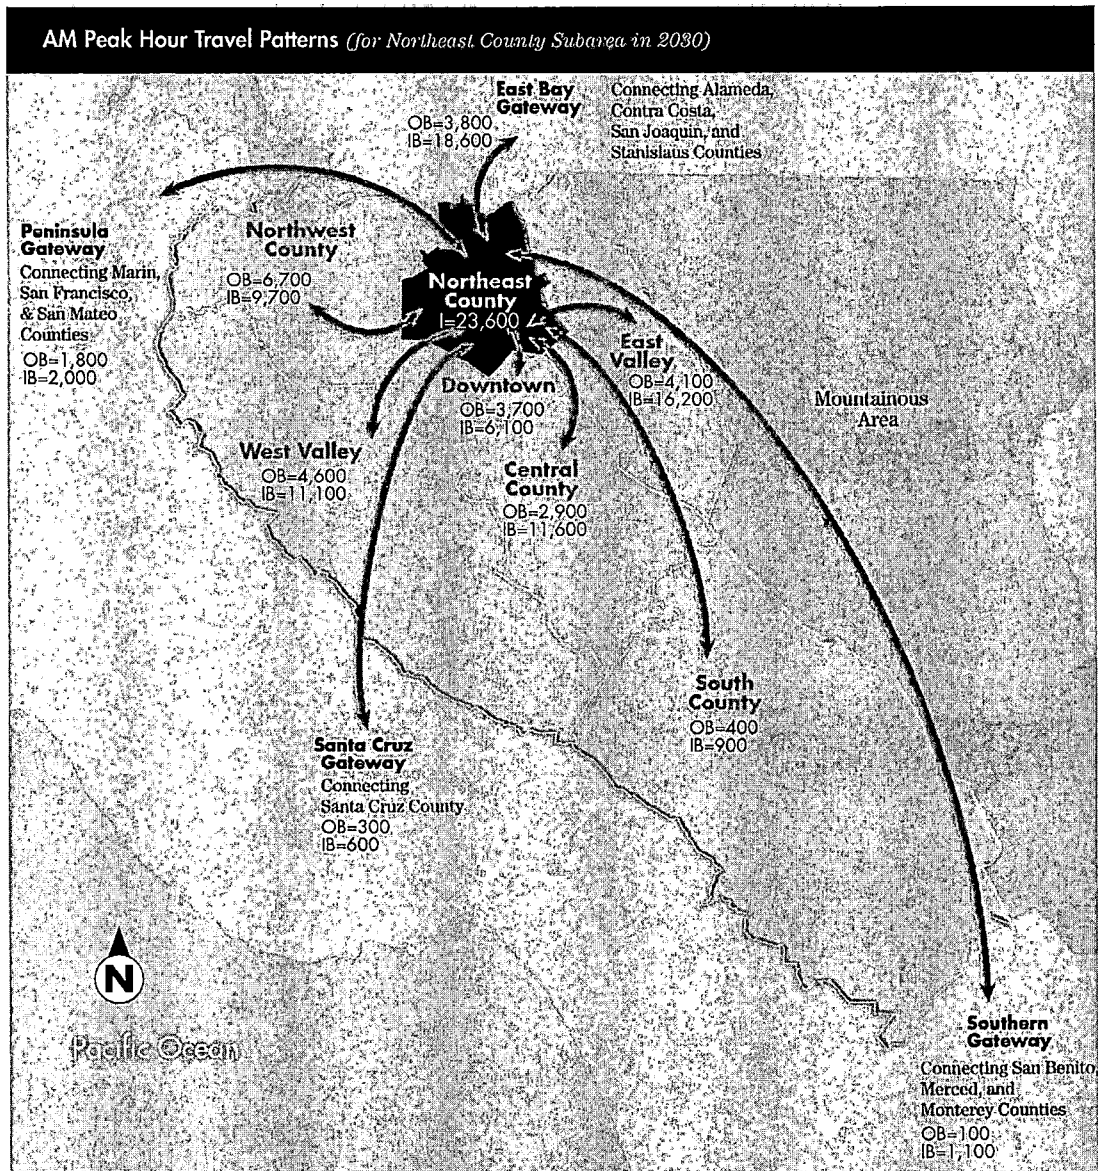 AM Peak Hour Travel Patterns (for Northeast County Subarea in 2030)
East Bay
Gateway
OB=3,800
IB=18,600
Connecting Alameda,
Contra Costa,
San Joaquin, and
Stanislaus Counties
Peninsula
Gateway
Connecting Marin,
San Francisco,
& San Mateo
Counties
OB=1,800
IB=2,000
Northwest
County
OB=6,700
IB=9,700
Northeast
County
I=23,600
East
Valley
OB=4,100
IB=16,200
Mountainous
Area
Downtown
OB=3,700
IB=6,100
West Valley
OB=4,600
IB=11,100
Central
County
OB=2,900
IB=11,600
South
County
OB=400
IB=900
Santa Cruz
Gateway
Connecting
Santa Cruz County
OB=300
IB=600
N
Pacific Ocean
Southern
Gateway
Connecting San Benito,
Merced, and
Monterey Counties
OB=100
IB=1,100